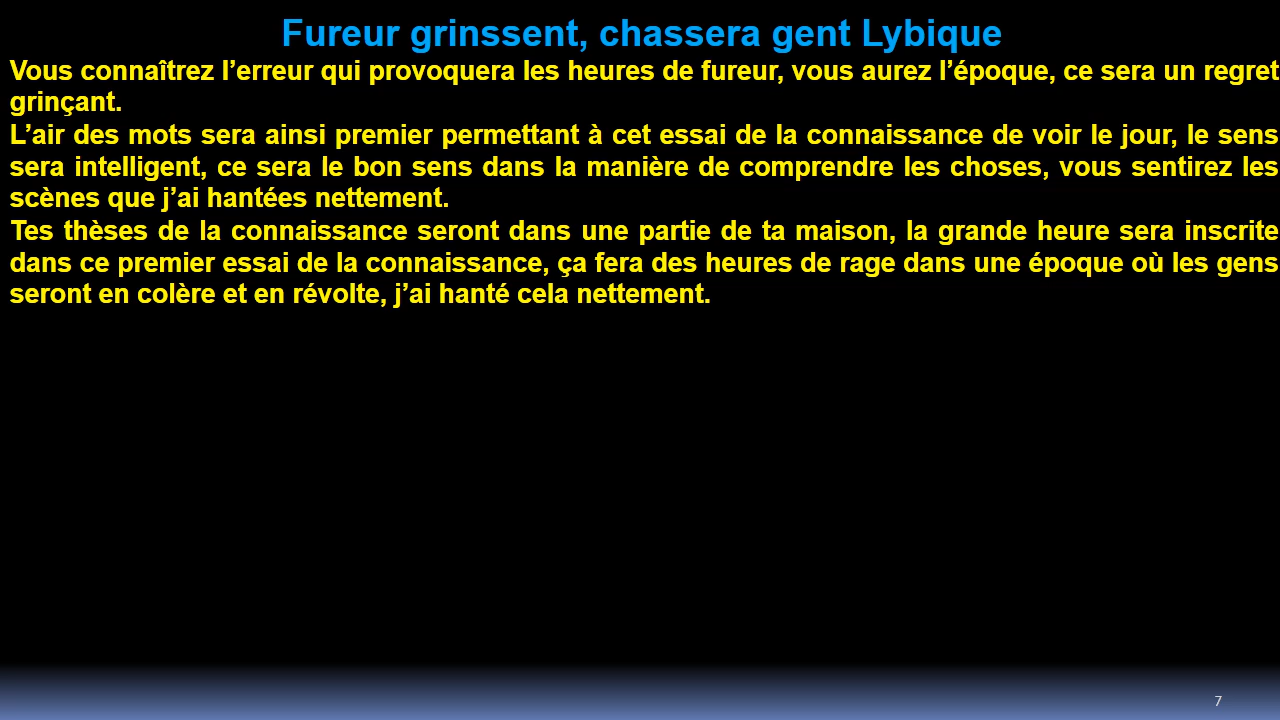 Fureur grinssent, chassera gent Lybique
Vous connaîtrez l’erreur qui provoquera les heures de fureur, vous aurez l’époque, ce sera un regret
grinçant.
L’air des mots sera ainsi premier permettant à cet essai de la connaissance de voir le jour, le sens
sera intelligent, ce sera le bon sens dans la manière de comprendre les choses, vous sentirez les
scènes que j’ai hantées nettement.
Tes thèses de la connaissance seront dans une partie de ta maison, la grande heure sera inscrite
dans ce premier essai de la connaissance, ça fera des heures de rage dans une époque où les gens
seront en colère et en révolte, j’ai hanté cela nettement.
7